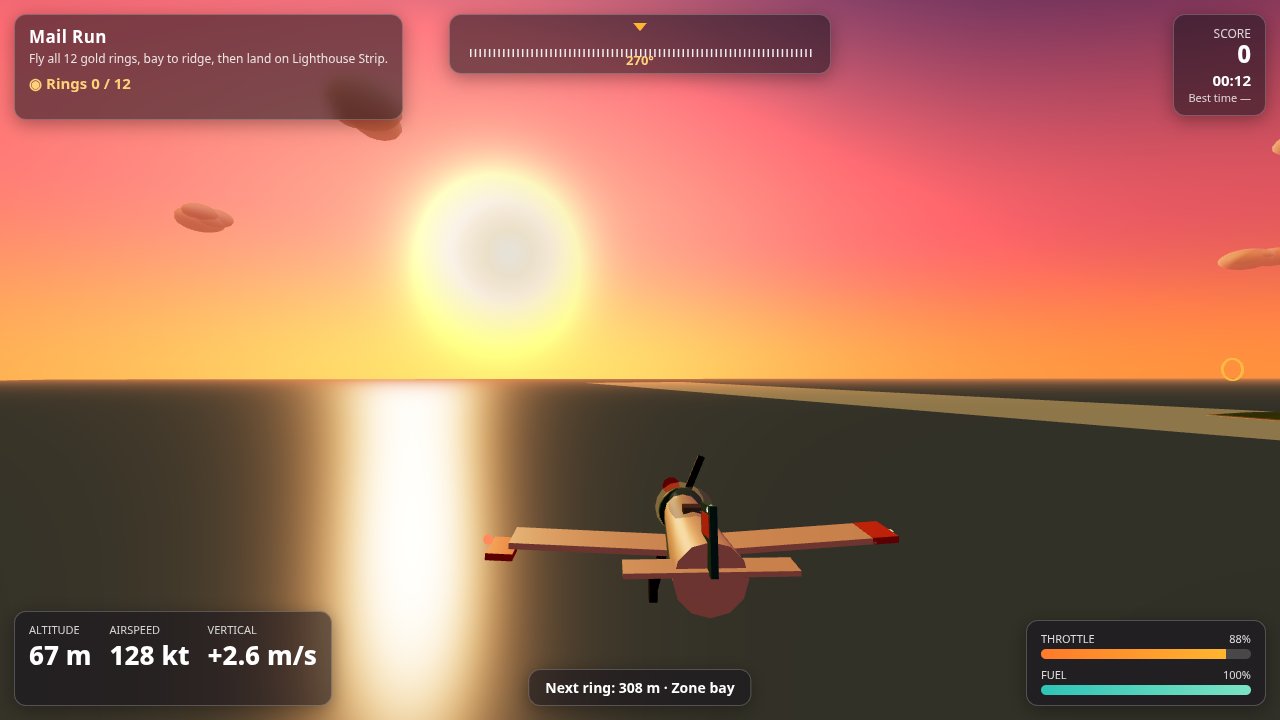 Mail Run
Fly all 12 gold rings, bay to ridge, then land on Lighthouse Strip.
◉ Rings 0 / 12
270°
SCORE
0
00:12
Best time —
ALTITUDE AIRSPEED VERTICAL
67 m 128 kt +2.6 m/s
Next ring: 308 m · Zone bay
THROTTLE 88%
FUEL 100%